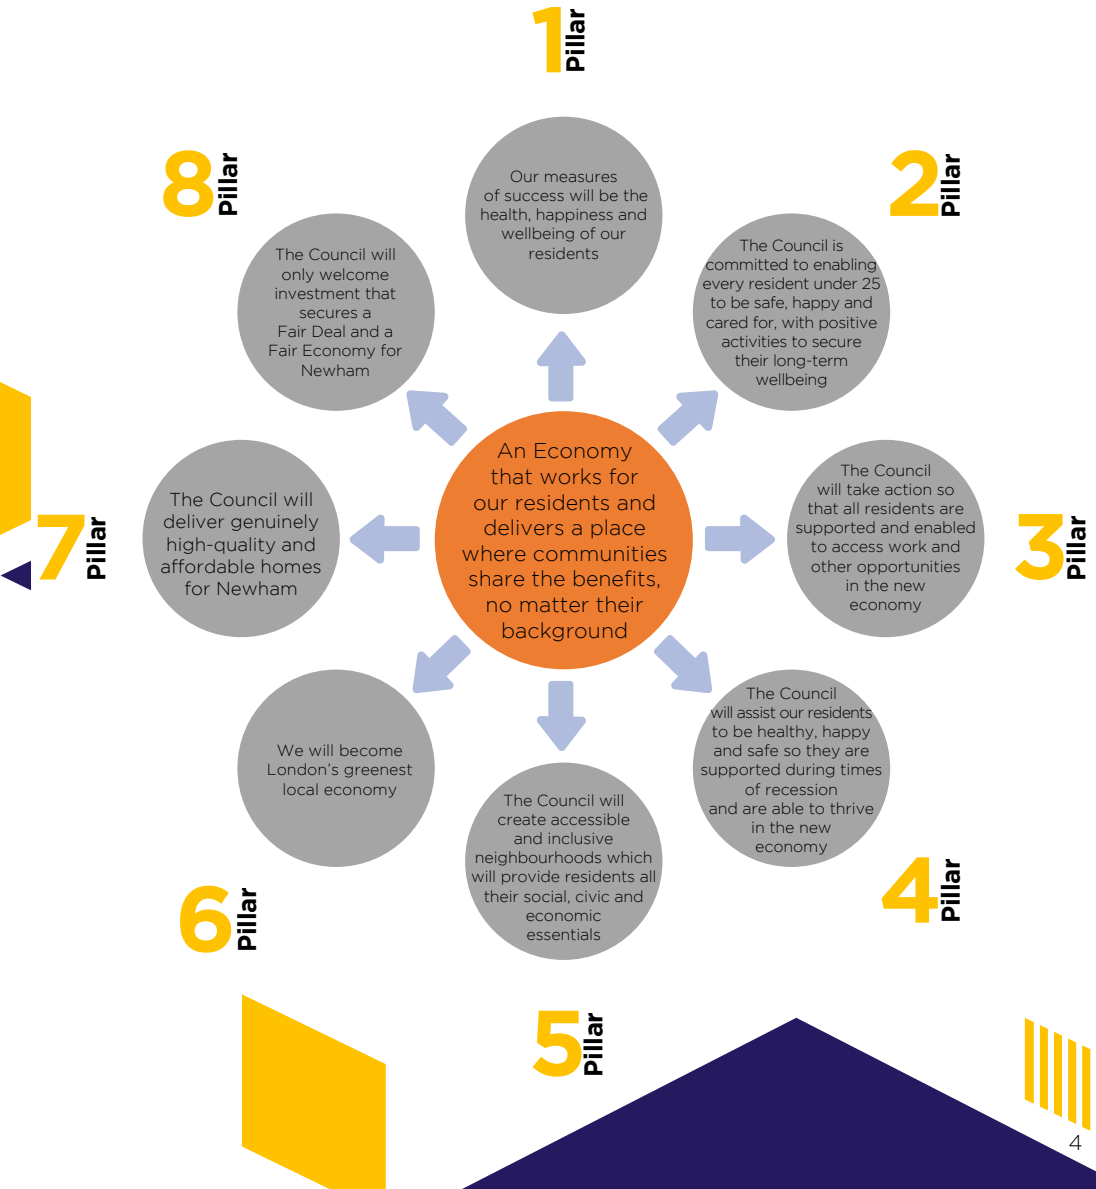 1
Pillar
Our measures
of success will be the
health, happiness and
wellbeing of our
residents
2
Pillar
The Council is
committed to enabling
every resident under 25
to be safe, happy and
cared for, with positive
activities to secure
their long-term
wellbeing
3
Pillar
The Council
will take action so
that all residents are
supported and enabled
to access work and
other opportunities
in the new
economy
4
Pillar
The Council
will assist our residents
to be healthy, happy
and safe so they are
supported during times
of recession
and are able to thrive
in the new
economy
5
Pillar
The Council will
create accessible
and inclusive
neighbourhoods which
will provide residents all
their social, civic and
economic
essentials
6
Pillar
We will become
London’s greenest
local economy
7
Pillar
The Council will
deliver genuinely
high-quality and
affordable homes
for Newham
8
Pillar
The Council will
only welcome
investment that
secures a
Fair Deal and a
Fair Economy for
Newham
An Economy
that works for
our residents and
delivers a place
where communities
share the benefits,
no matter their
background
4